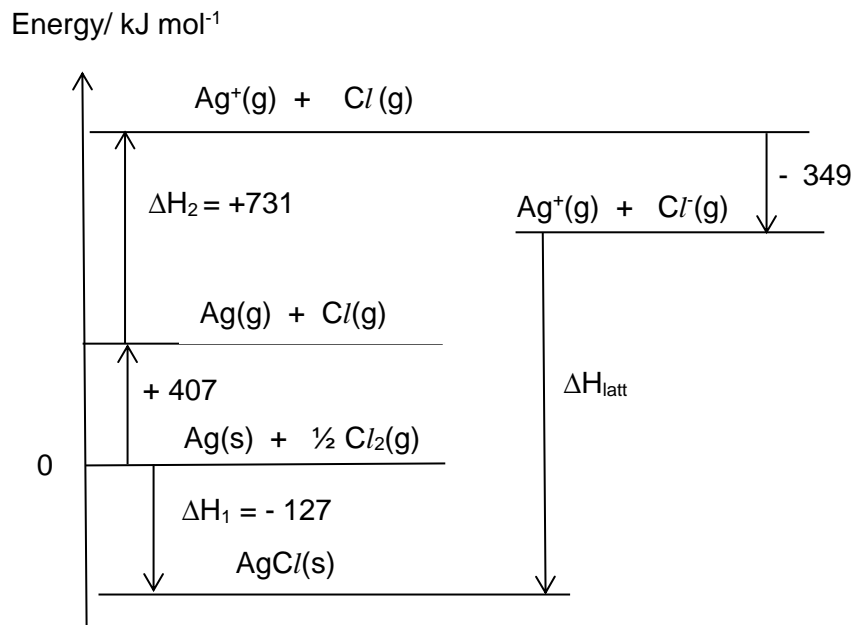 Energy/ kJ mol⁻¹
Ag⁺(g) + Cl (g)
- 349
ΔH₂ = +731
Ag⁺(g) + Cl⁻(g)
Ag(g) + Cl(g)
ΔHlatt
+ 407
Ag(s) + ½ Cl₂(g)
0
ΔH₁ = - 127
AgCl(s)